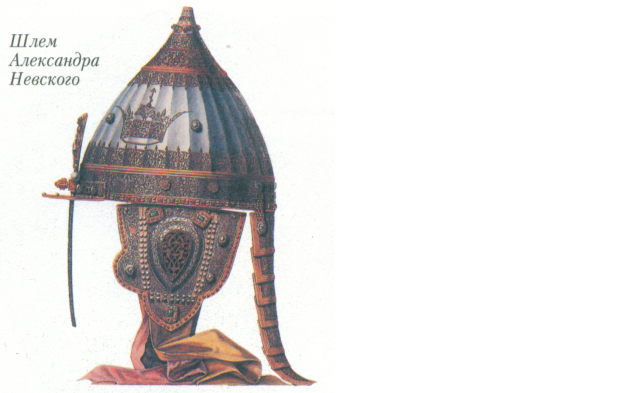 Шлем
Александра
Невского